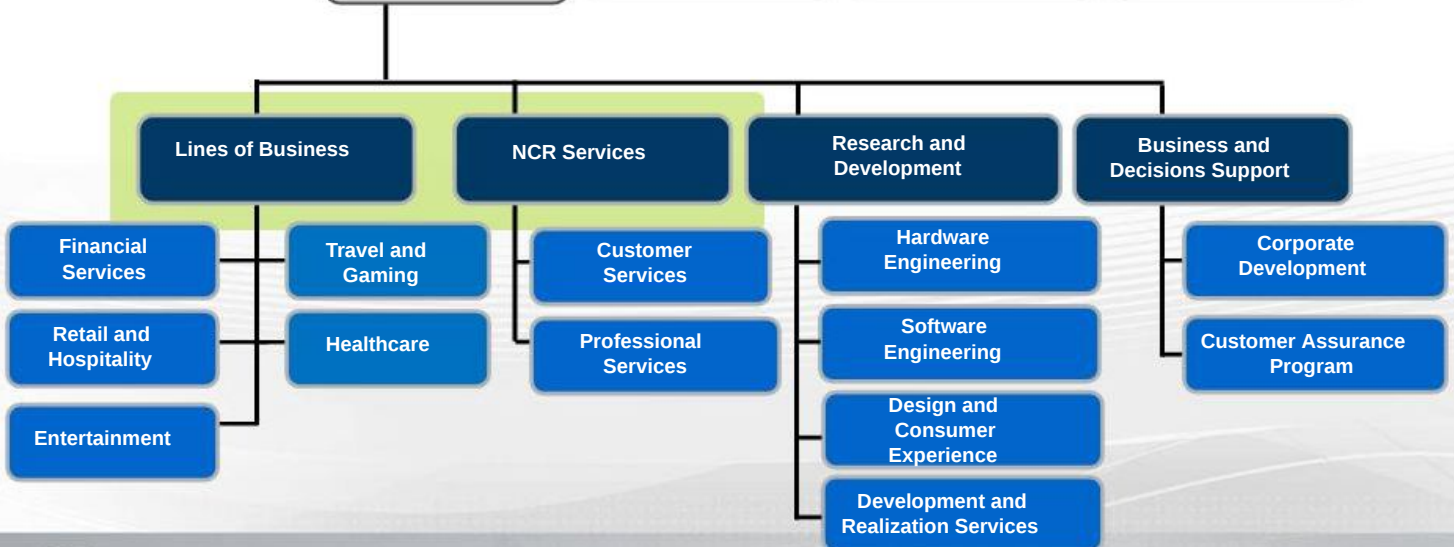 Lines of Business
NCR Services
Research and
Development
Business and
Decisions Support
Financial
Services
Travel and
Gaming
Customer
Services
Hardware
Engineering
Corporate
Development
Retail and
Hospitality
Healthcare
Professional
Services
Software
Engineering
Customer Assurance
Program
Entertainment
Design and
Consumer
Experience
Development and
Realization Services